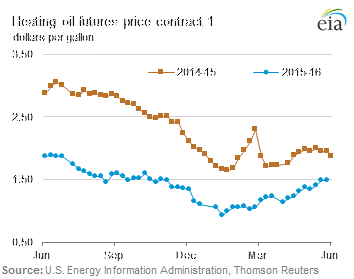 Heating oil futures price contract 1
dollars per gallon
eia
3.50
2014-15
2015-16
2.50
1.50
0.50
Jun
Sep
Dec
Mar
Jun
Source: U.S. Energy Information Administration, Thomson Reuters